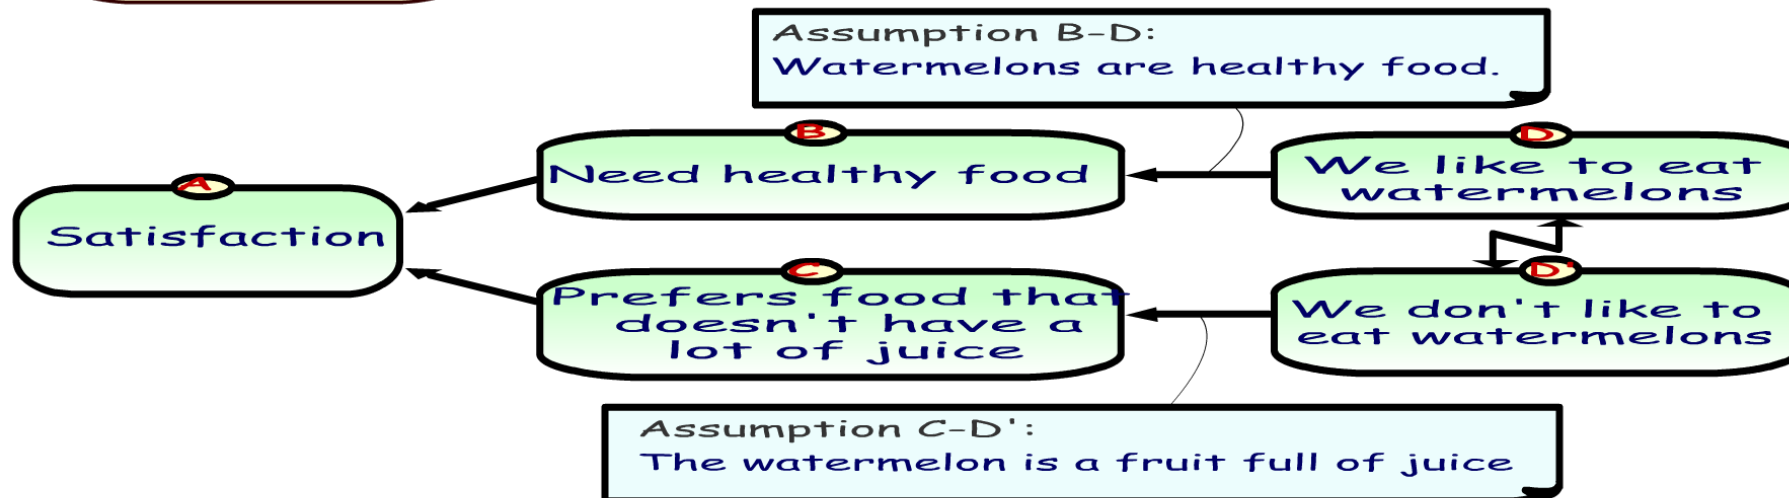 Assumption B-D:
Watermelons are healthy food.
B
Need healthy food
D
We like to eat
watermelons
A
Satisfaction
C
Prefers food that
doesn't have a
lot of juice
D'
We don't like to
eat watermelons
Assumption C-D':
The watermelon is a fruit full of juice